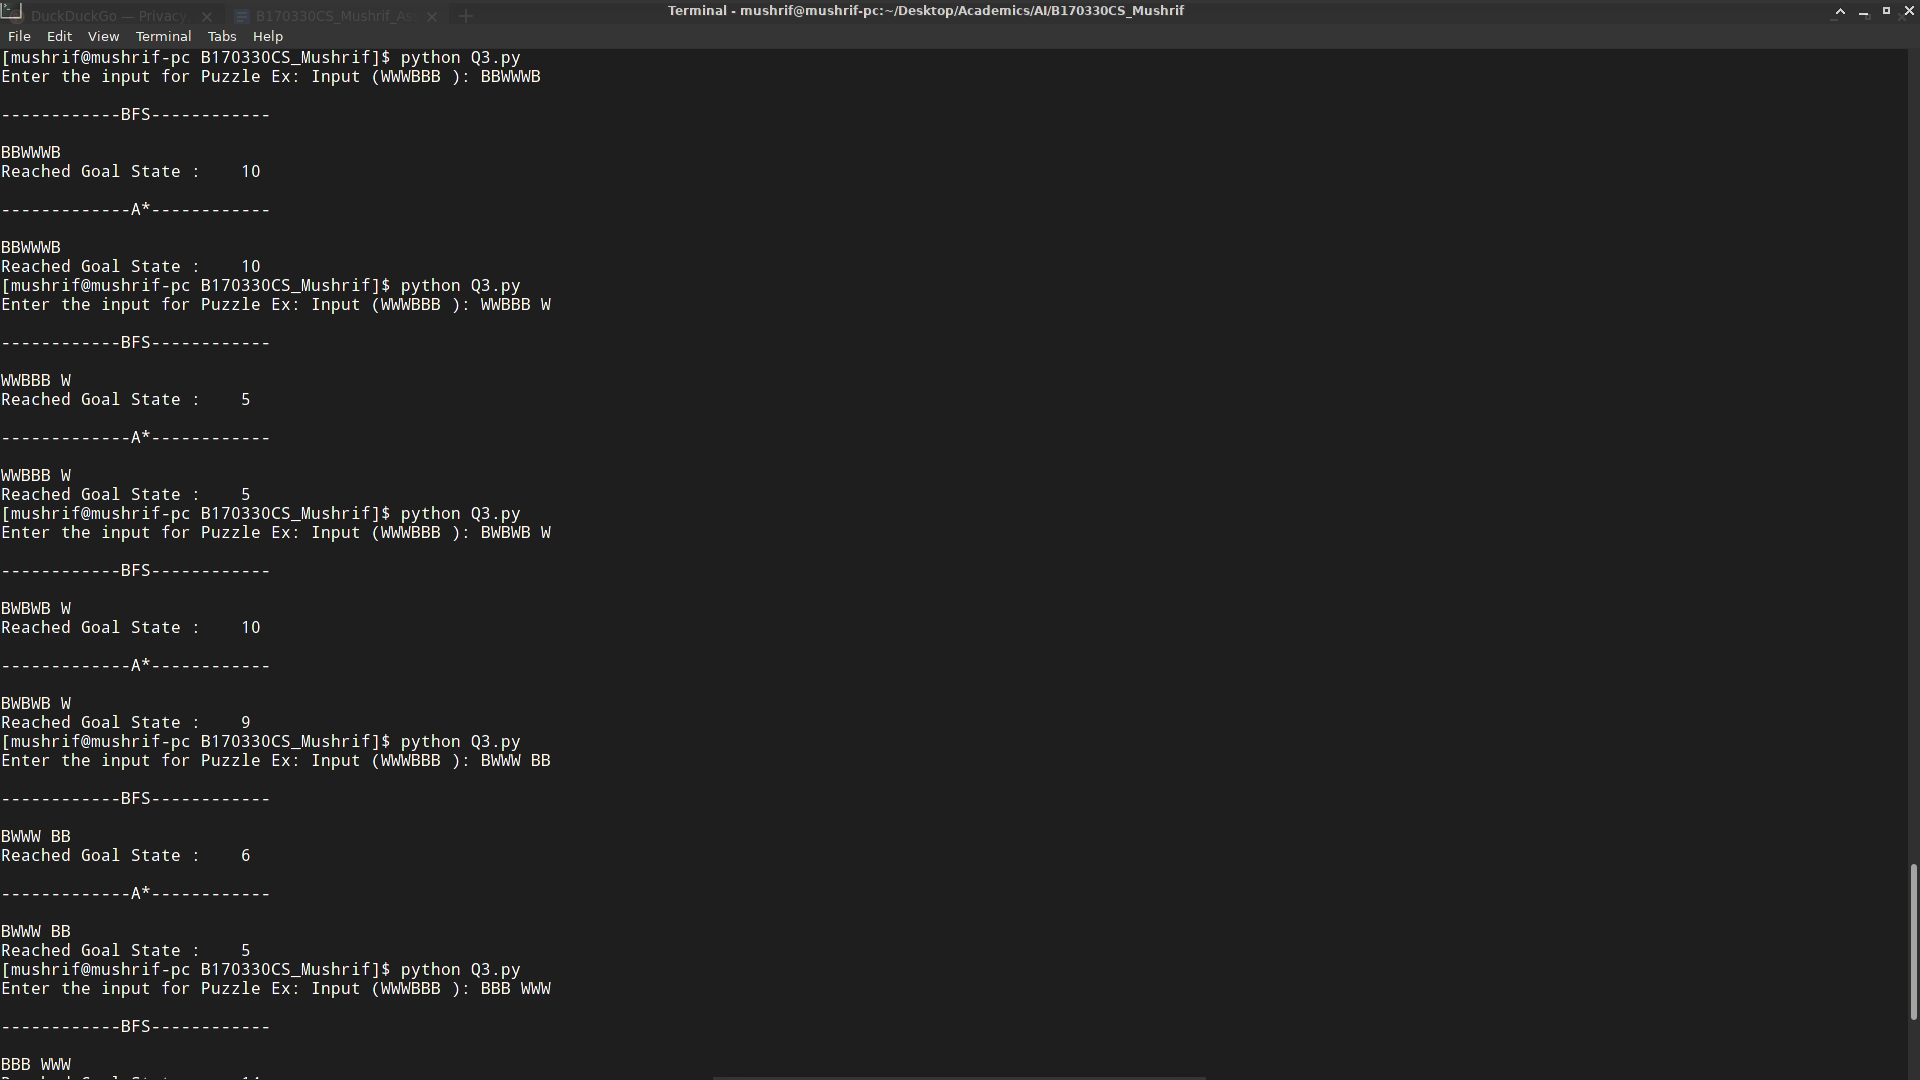 DuckDuckGo — Privacy
B170330CS_Mushrif_As
Terminal - mushrif@mushrif-pc:~/Desktop/Academics/AI/B170330CS_Mushrif
File Edit View Terminal Tabs Help
[mushrif@mushrif-pc B170330CS_Mushrif]$ python Q3.py
Enter the input for Puzzle Ex: Input (WWWBBB ): BBWWWB
------------BFS------------
BBWWWB
Reached Goal State :    10
-------------A*------------
BBWWWB
Reached Goal State :    10
[mushrif@mushrif-pc B170330CS_Mushrif]$ python Q3.py
Enter the input for Puzzle Ex: Input (WWWBBB ): WWBBB W
------------BFS------------
WWBBB W
Reached Goal State :    5
-------------A*------------
WWBBB W
Reached Goal State :    5
[mushrif@mushrif-pc B170330CS_Mushrif]$ python Q3.py
Enter the input for Puzzle Ex: Input (WWWBBB ): BWBWB W
------------BFS------------
BWBWB W
Reached Goal State :    10
-------------A*------------
BWBWB W
Reached Goal State :    9
[mushrif@mushrif-pc B170330CS_Mushrif]$ python Q3.py
Enter the input for Puzzle Ex: Input (WWWBBB ): BWWW BB
------------BFS------------
BWWW BB
Reached Goal State :    6
-------------A*------------
BWWW BB
Reached Goal State :    5
[mushrif@mushrif-pc B170330CS_Mushrif]$ python Q3.py
Enter the input for Puzzle Ex: Input (WWWBBB ): BBB WWW
------------BFS------------
BBB WWW